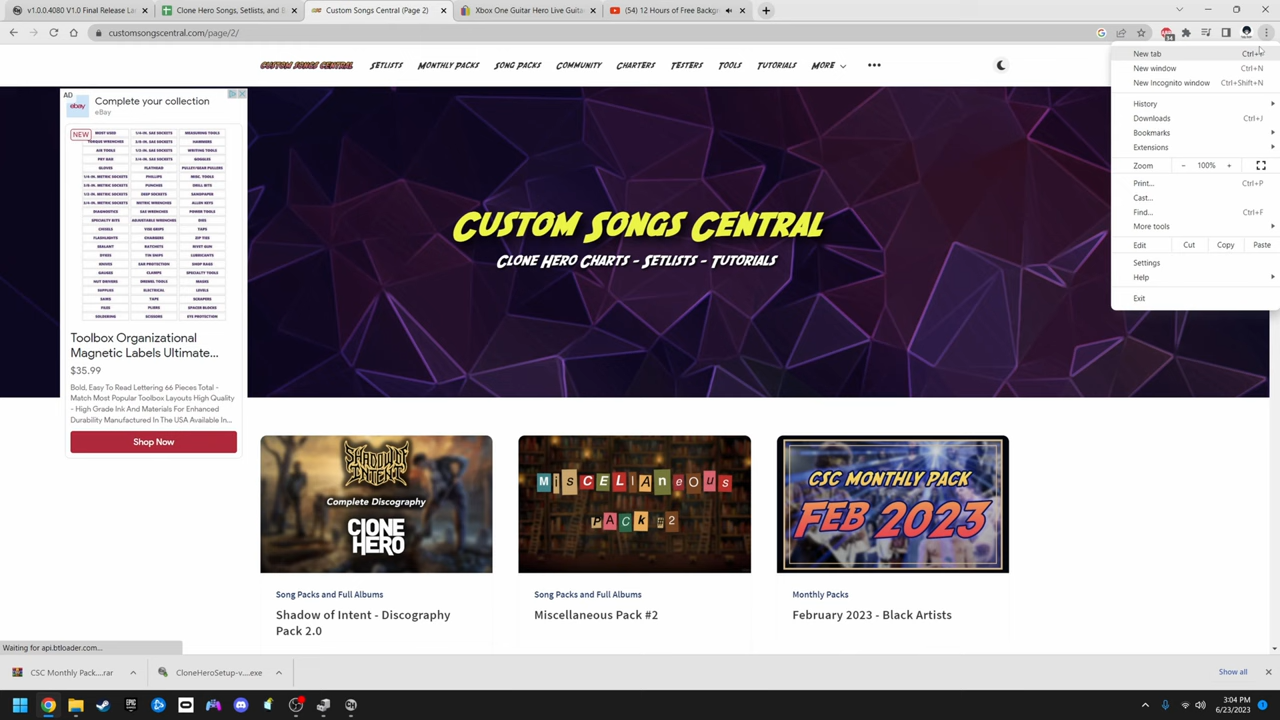 v1.0.0.4080 V1.0 Final Release La
Clone Hero Songs, Setlists, and B
Custom Songs Central (Page 2)
Xbox One Guitar Hero Live Guita
(54) 12 Hours of Free Backg
customsongscentral.com/page/2/
CUSTOM SONGS CENTRAL
SETLISTS
MONTHLY PACKS
SONG PACKS
COMMUNITY
CHARTERS
TESTERS
TOOLS
TUTORIALS
MORE
New tab Ctrl+T
New window Ctrl+N
New Incognito window Ctrl+Shift+N
History
Downloads Ctrl+J
Bookmarks
Extensions
Zoom - 100% +
Print... Ctrl+P
Cast...
Find... Ctrl+F
More tools
Edit Cut Copy Paste
Settings
Help
Exit
AD
ebay
Complete your collection
eBay
NEW
Toolbox Organizational
Magnetic Labels Ultimate...
$35.99
Bold, Easy To Read Lettering 66 Pieces Total -
Match Most Popular Toolbox Layouts High Quality
- High Grade Ink And Materials For Enhanced
Durability Manufactured In The USA Available In...
Shop Now
CUSTOM SONGS CENTRAL
CLONE HERO CHARTS - SETLISTS - TUTORIALS
SHADOW OF INTENT
Complete Discography
CLONE HERO
MISCELLANEOUS
PACK #2
CSC MONTHLY PACK
FEB 2023
Song Packs and Full Albums
Shadow of Intent - Discography
Pack 2.0
Song Packs and Full Albums
Miscellaneous Pack #2
Monthly Packs
February 2023 - Black Artists
Waiting for api.btloader.com...
CSC Monthly Pack....rar
CloneHeroSetup-v....exe
Show all
3:04 PM
6/23/2023